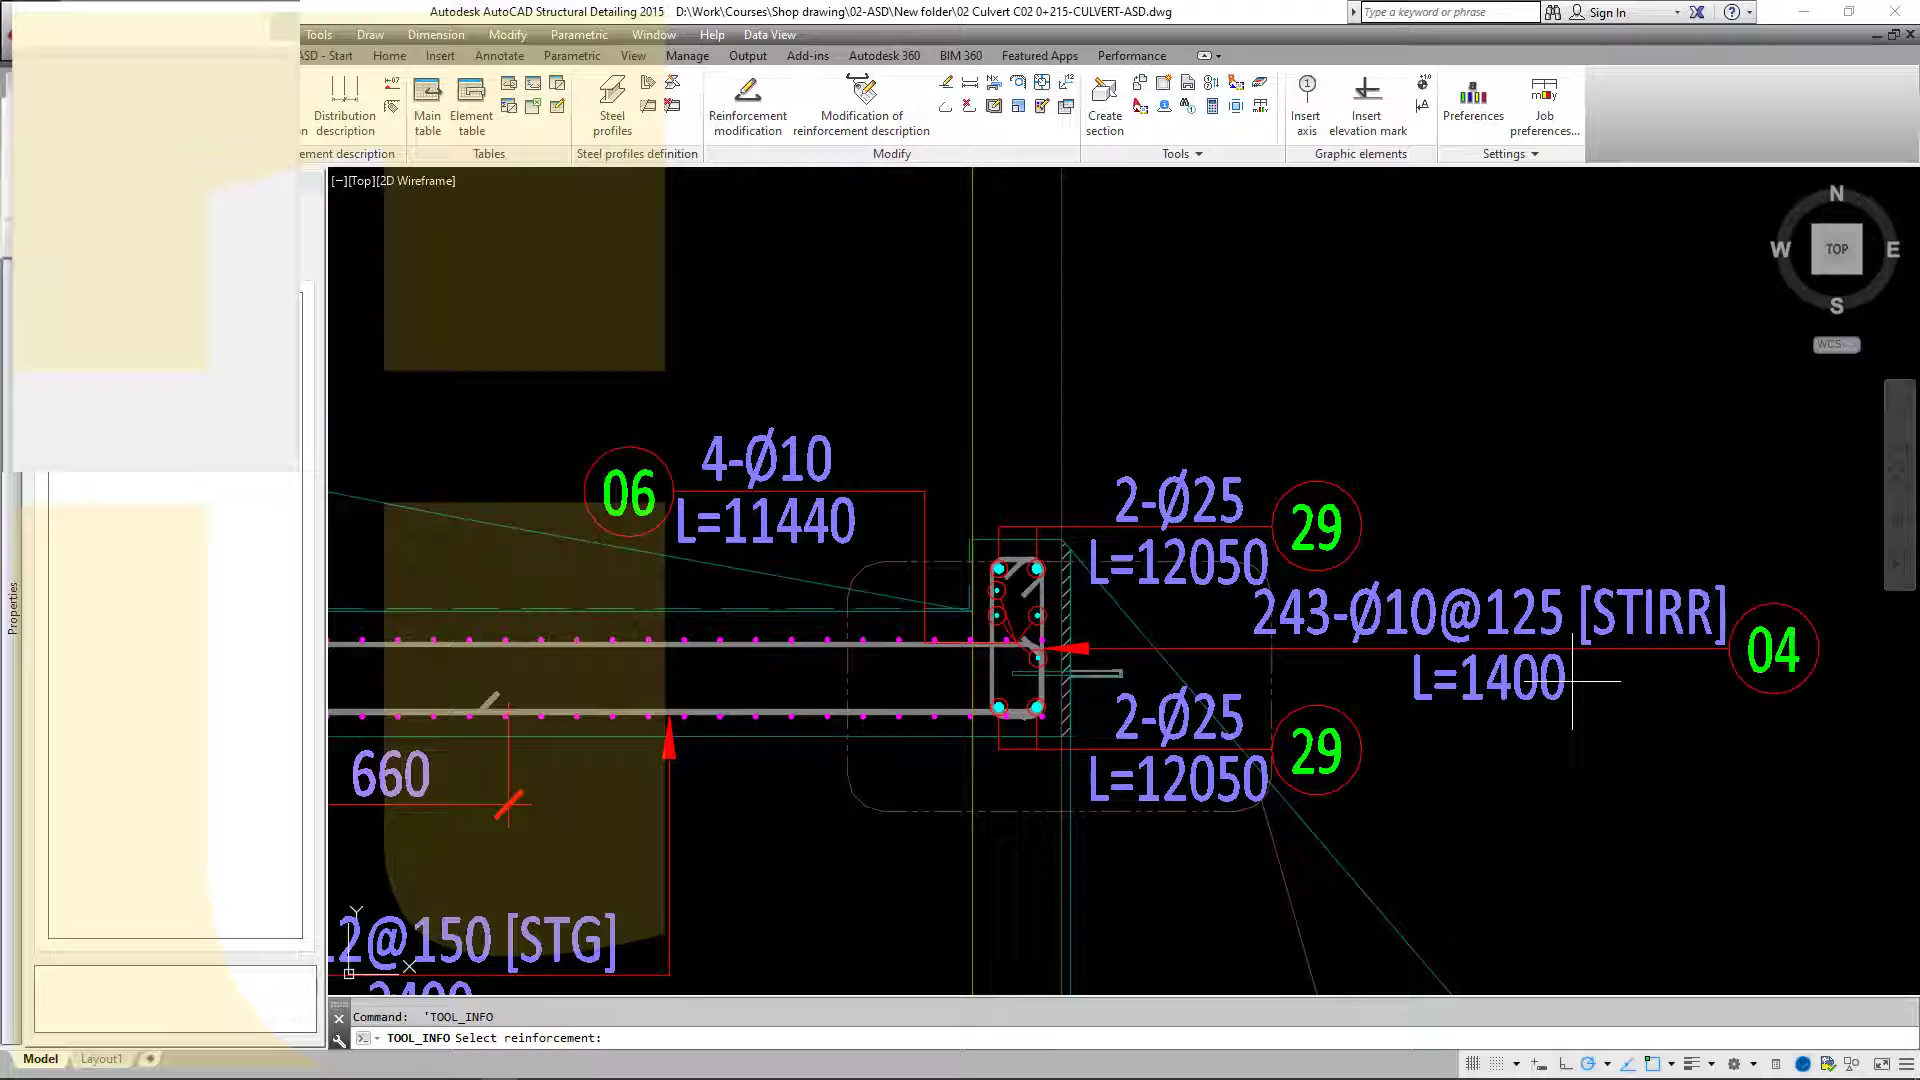 Autodesk AutoCAD Structural Detailing 2015 D:\Work\Courses\Shop drawing\02-ASD\New folder\02 Culvert C02 0+215-CULVERT-ASD.dwg
Type a keyword or phrase
Sign In
Tools Draw Dimension Modify Parametric Window Help Data View
ASD - Start Home Insert Annotate Parametric View Manage Output Add-ins Autodesk 360 BIM 360 Featured Apps Performance
Distribution description
Main table
Element table
Steel profiles
Reinforcement modification
Modification of reinforcement description
Create section
Insert axis
Insert elevation mark
Preferences
Job preferences...
ement description
Tables
Steel profiles definition
Modify
Tools
Graphic elements
Settings
[−][Top][2D Wireframe]
N
W TOP E
S
WCS
06
4-Ø10
L=11440
2-Ø25
L=12050
29
243-Ø10@125 [STIRR]
L=1400
04
2-Ø25
L=12050
29
660
2@150 [STG]
Y
X
Properties
Command: 'TOOL_INFO
TOOL_INFO Select reinforcement:
Model Layout1